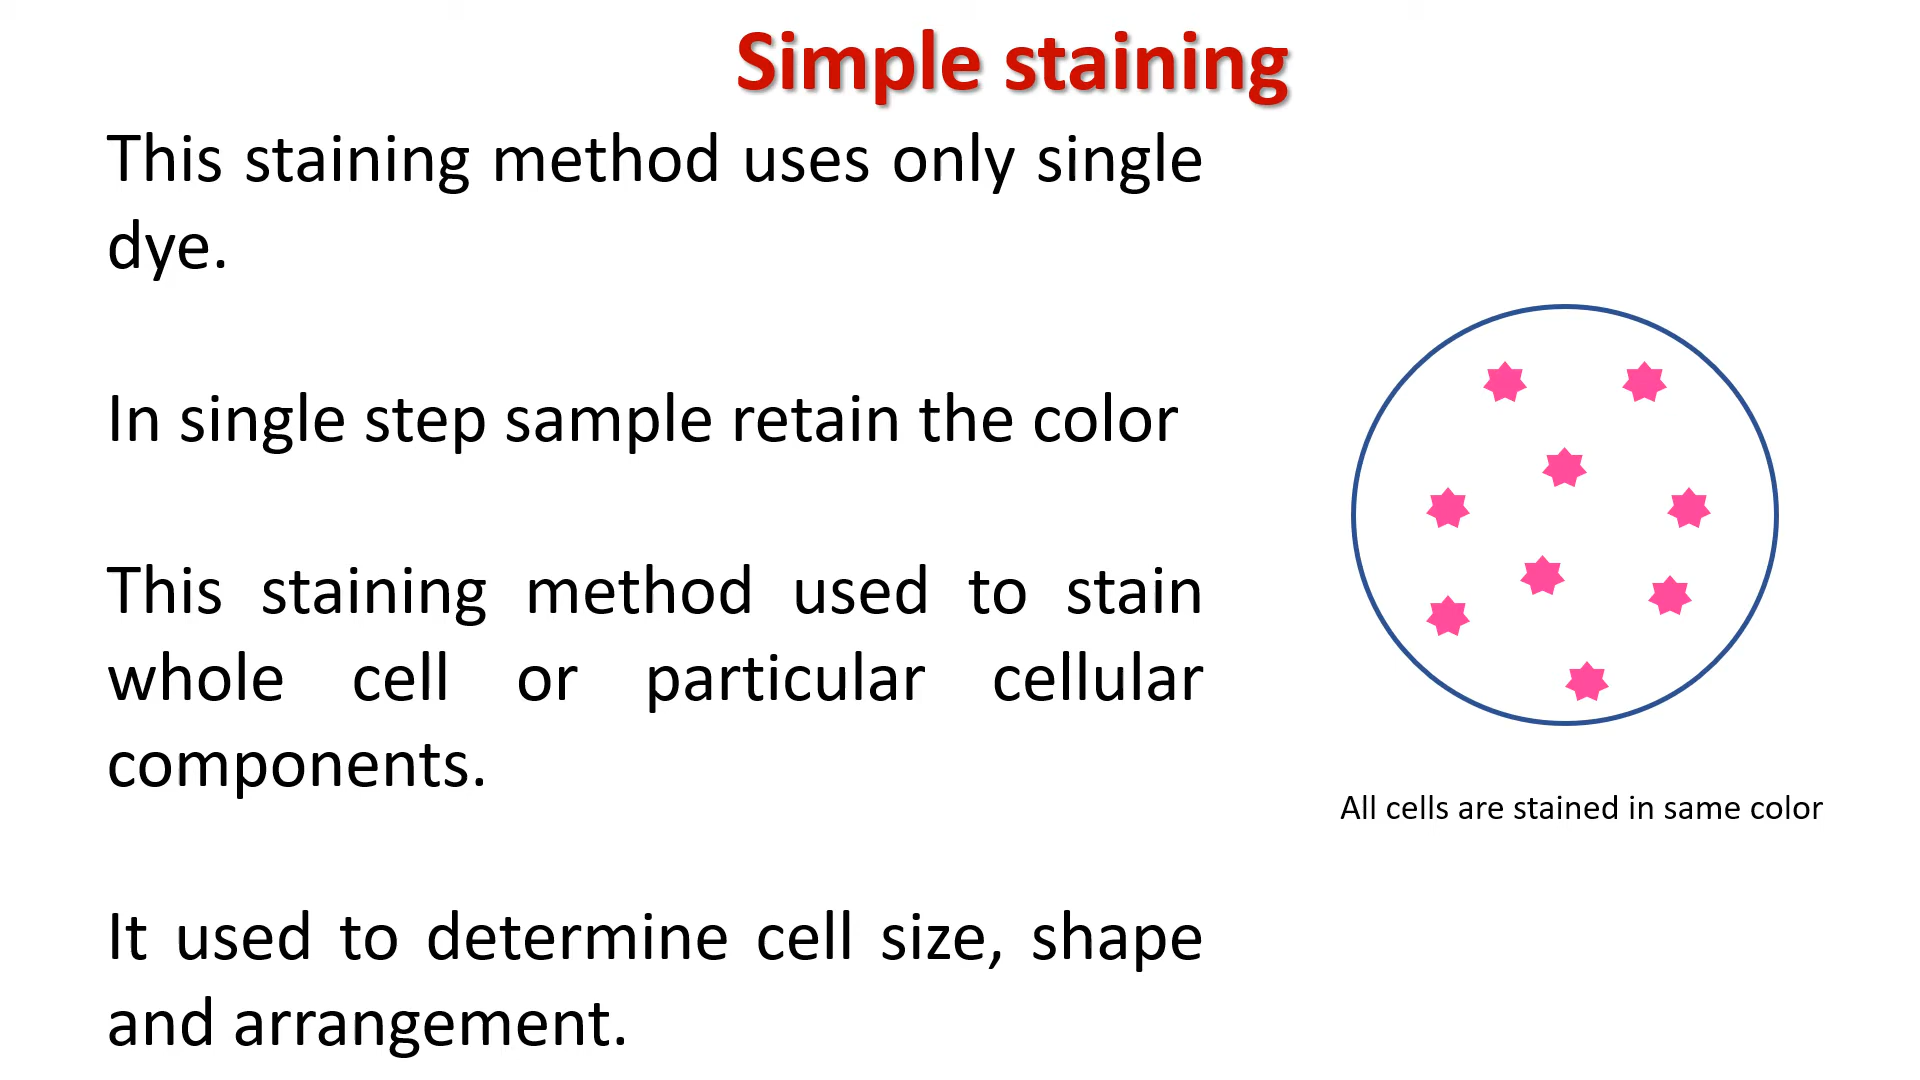 Simple staining
This staining method uses only single
dye.
In single step sample retain the color
This staining method used to stain
whole cell or particular cellular
components.
It used to determine cell size, shape
and arrangement.
All cells are stained in same color